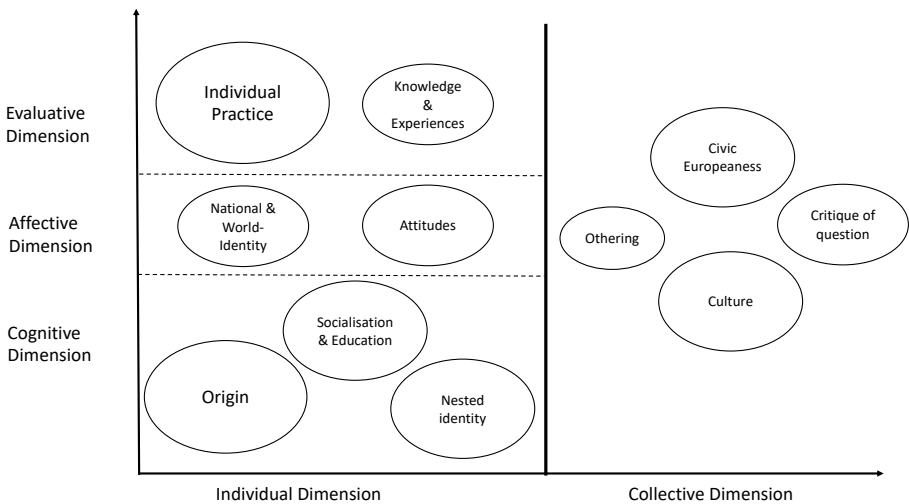 Evaluative
Dimension
Individual
Practice
Knowledge
&
Experiences
Civic
Europeaness
Affective
Dimension
National &
World-
Identity
Attitudes
Othering
Critique of
question
Cognitive
Dimension
Socialisation
& Education
Culture
Origin
Nested
identity
Individual Dimension
Collective Dimension